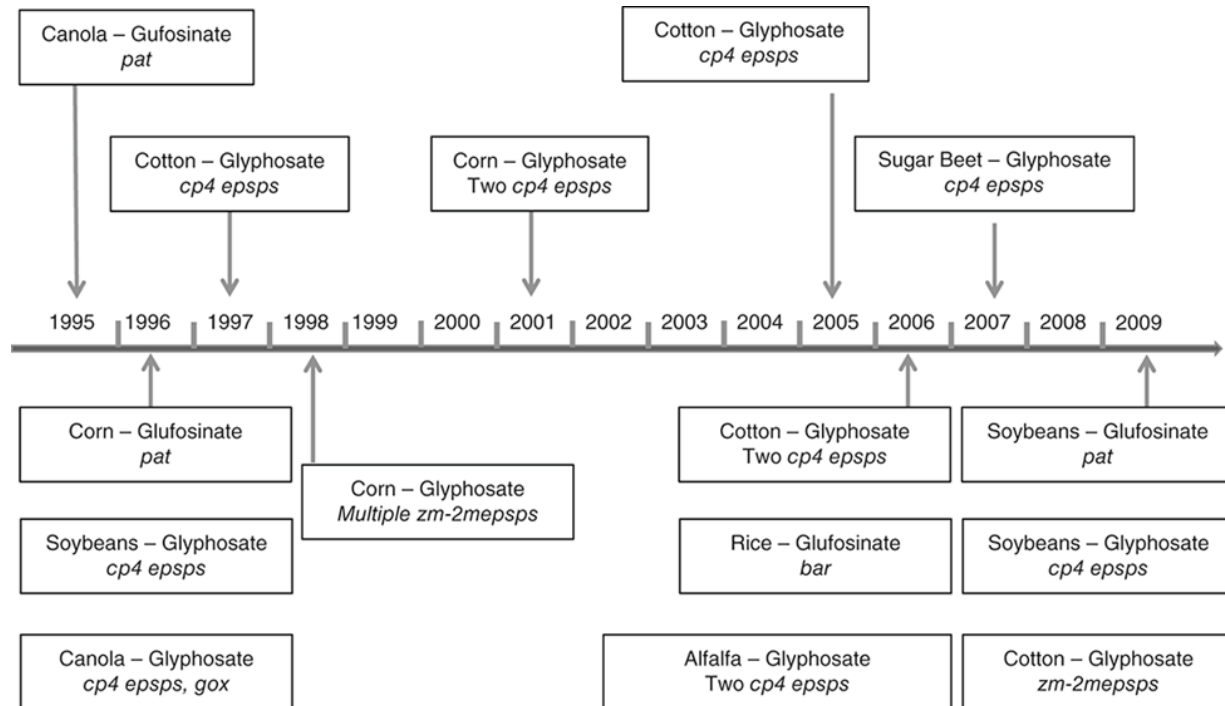 Canola – Gufosinate
pat
Cotton – Glyphosate
cp4 epsps
Cotton – Glyphosate
cp4 epsps
Corn – Glyphosate
Two cp4 epsps
Sugar Beet – Glyphosate
cp4 epsps
1995 1996 1997 1998 1999 2000 2001 2002 2003 2004 2005 2006 2007 2008 2009
Corn – Glufosinate
pat
Corn – Glyphosate
Multiple zm-2mepsps
Cotton – Glyphosate
Two cp4 epsps
Soybeans – Glufosinate
pat
Soybeans – Glyphosate
cp4 epsps
Rice – Glufosinate
bar
Soybeans – Glyphosate
cp4 epsps
Canola – Glyphosate
cp4 epsps, gox
Alfalfa – Glyphosate
Two cp4 epsps
Cotton – Glyphosate
zm-2mepsps